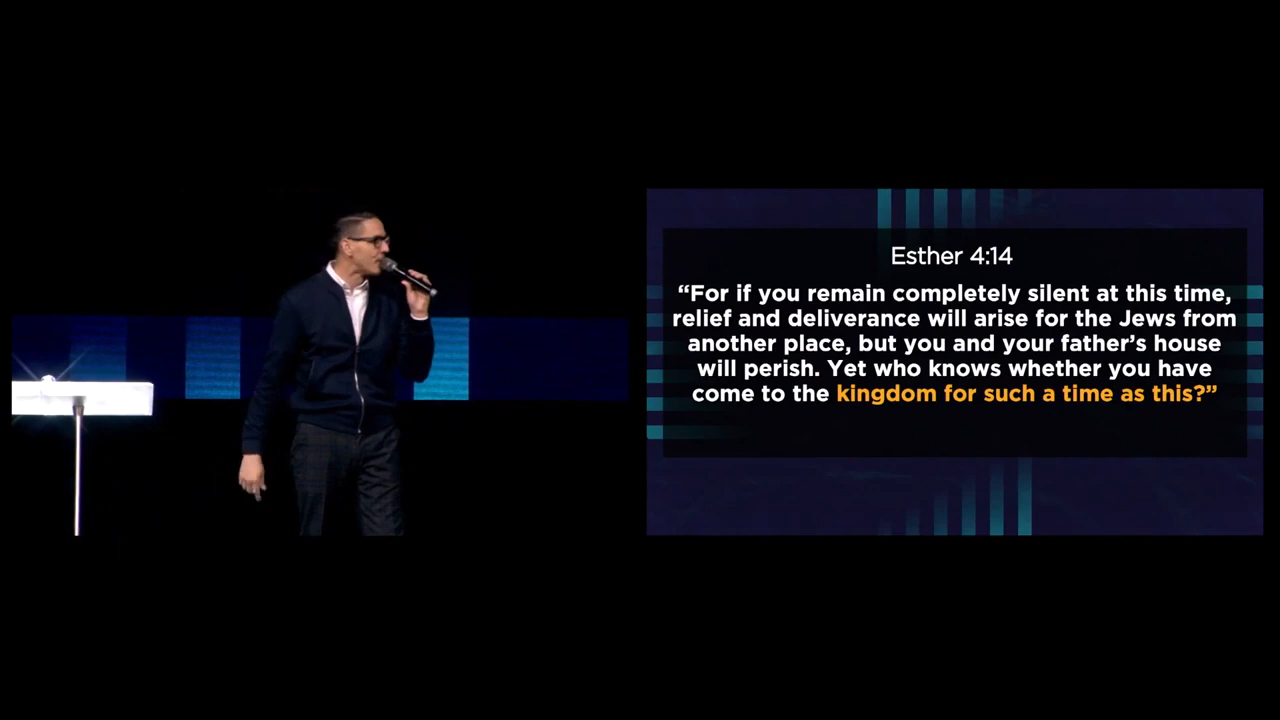 Esther 4:14
“For if you remain completely silent at this time,
relief and deliverance will arise for the Jews from
another place, but you and your father’s house
will perish. Yet who knows whether you have
come to the kingdom for such a time as this?”